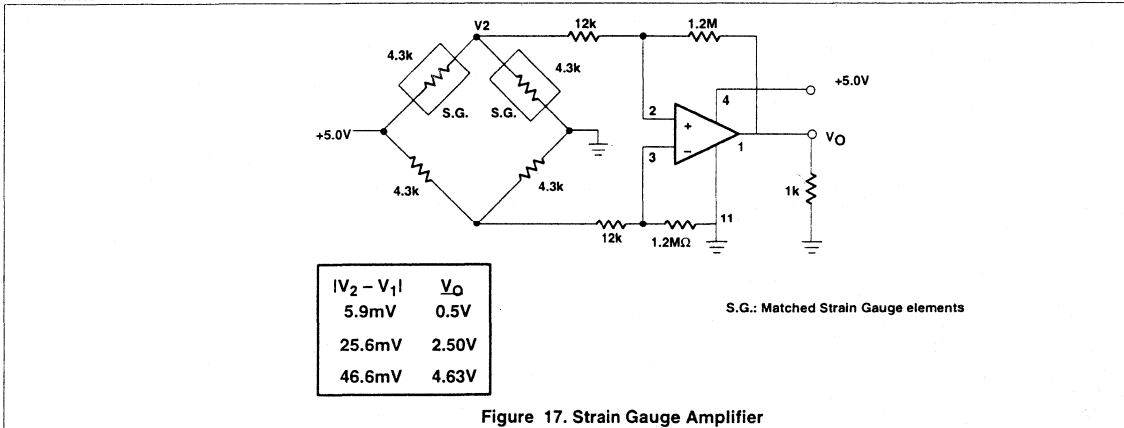 V2
12k
1.2M
4.3k
4.3k
+5.0V
4
S.G.
S.G.
2
+
+5.0V
VO
1
3
–
4.3k
4.3k
1k
11
12k
1.2MΩ
|V2 – V1| VO
5.9mV 0.5V
25.6mV 2.50V
46.6mV 4.63V
S.G.: Matched Strain Gauge elements
Figure 17. Strain Gauge Amplifier